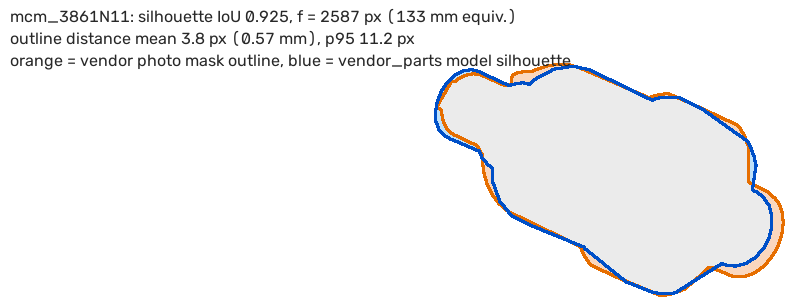 mcm_3861N11: silhouette IoU 0.925, f = 2587 px (133 mm equiv.)
outline distance mean 3.8 px (0.57 mm), p95 11.2 px
orange = vendor photo mask outline, blue = vendor_parts model silhouette